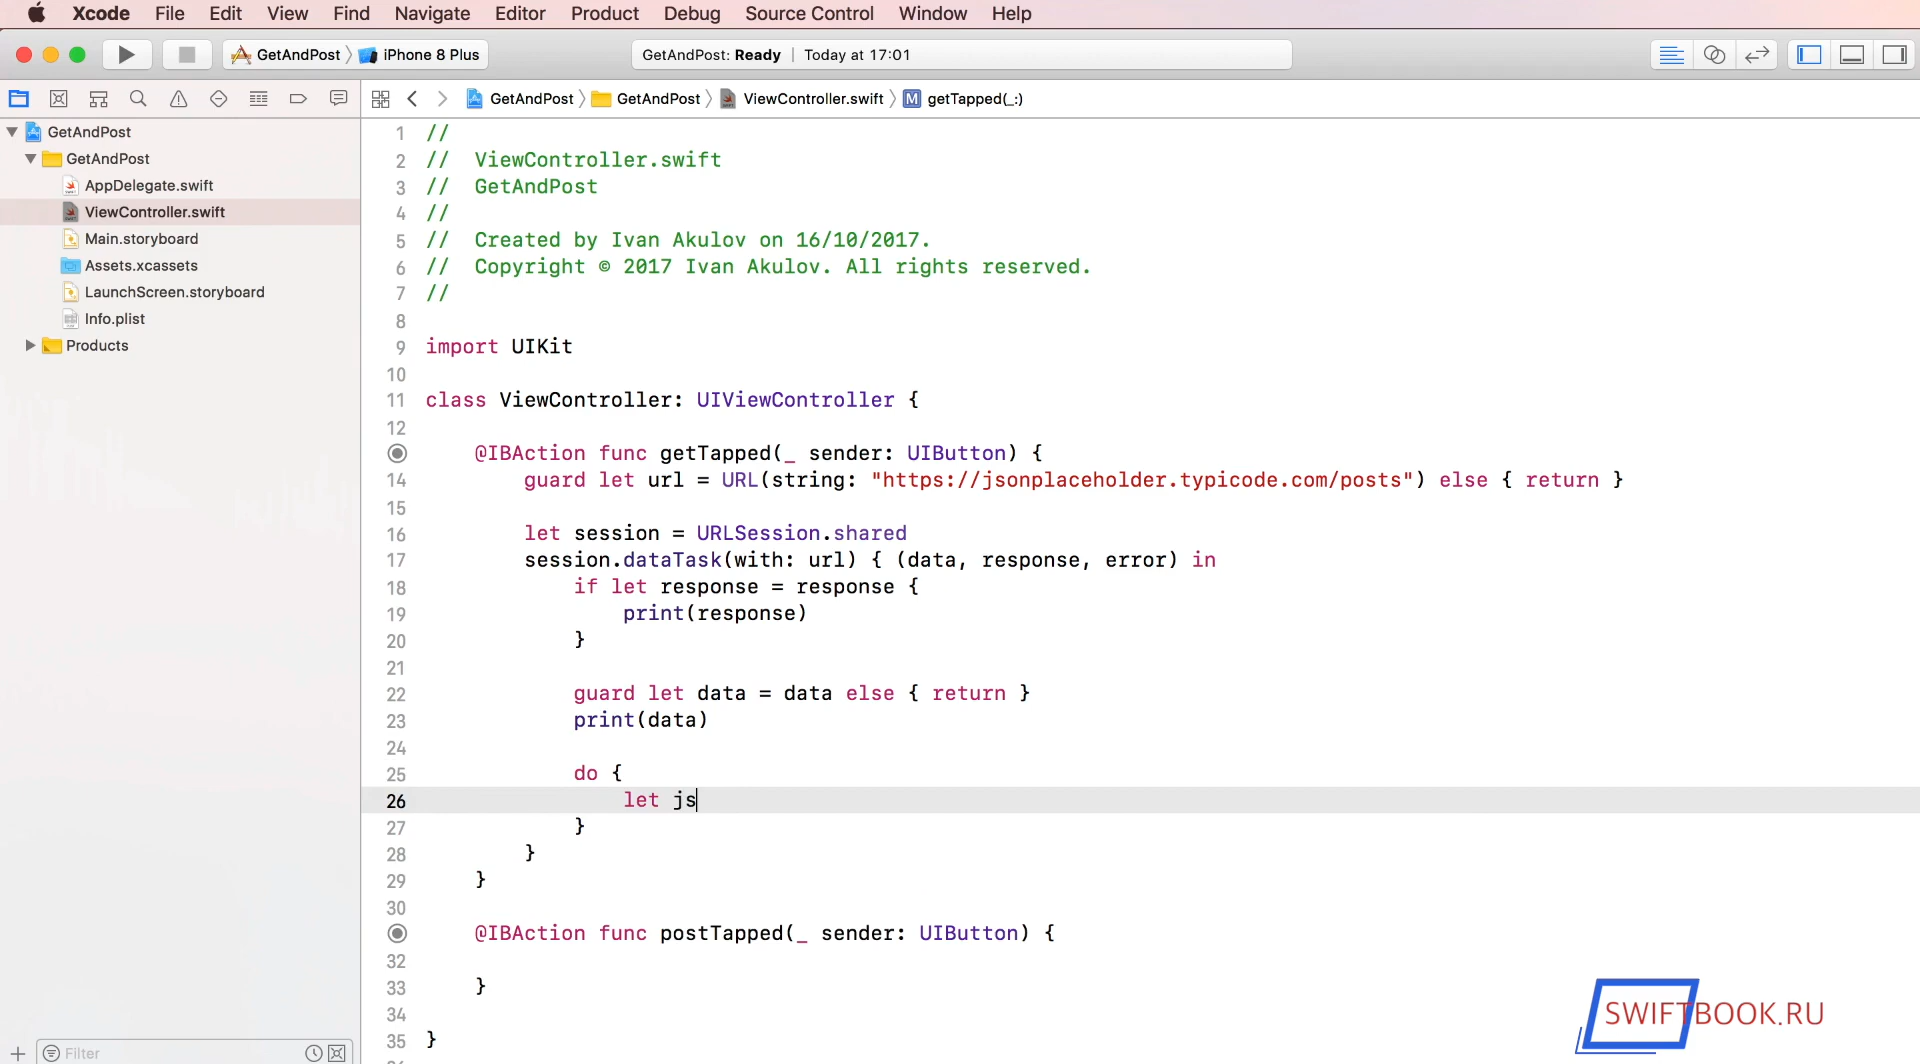 Xcode File Edit View Find Navigate Editor Product Debug Source Control Window Help
GetAndPost iPhone 8 Plus GetAndPost: Ready | Today at 17:01
GetAndPost GetAndPost ViewController.swift M getTapped(_:)
GetAndPost
GetAndPost
AppDelegate.swift
ViewController.swift
Main.storyboard
Assets.xcassets
LaunchScreen.storyboard
Info.plist
Products
Filter
1 //
2 //  ViewController.swift
3 //  GetAndPost
4 //
5 //  Created by Ivan Akulov on 16/10/2017.
6 //  Copyright © 2017 Ivan Akulov. All rights reserved.
7 //
8
9 import UIKit
10
11 class ViewController: UIViewController {
12
@IBAction func getTapped(_ sender: UIButton) {
14 guard let url = URL(string: "https://jsonplaceholder.typicode.com/posts") else { return }
15
16 let session = URLSession.shared
17 session.dataTask(with: url) { (data, response, error) in
18 if let response = response {
19 print(response)
20 }
21
22 guard let data = data else { return }
23 print(data)
24
25 do {
26 let js
27 }
28 }
29 }
30
@IBAction func postTapped(_ sender: UIButton) {
32
33 }
34
35 }
SWIFTBOOK.RU